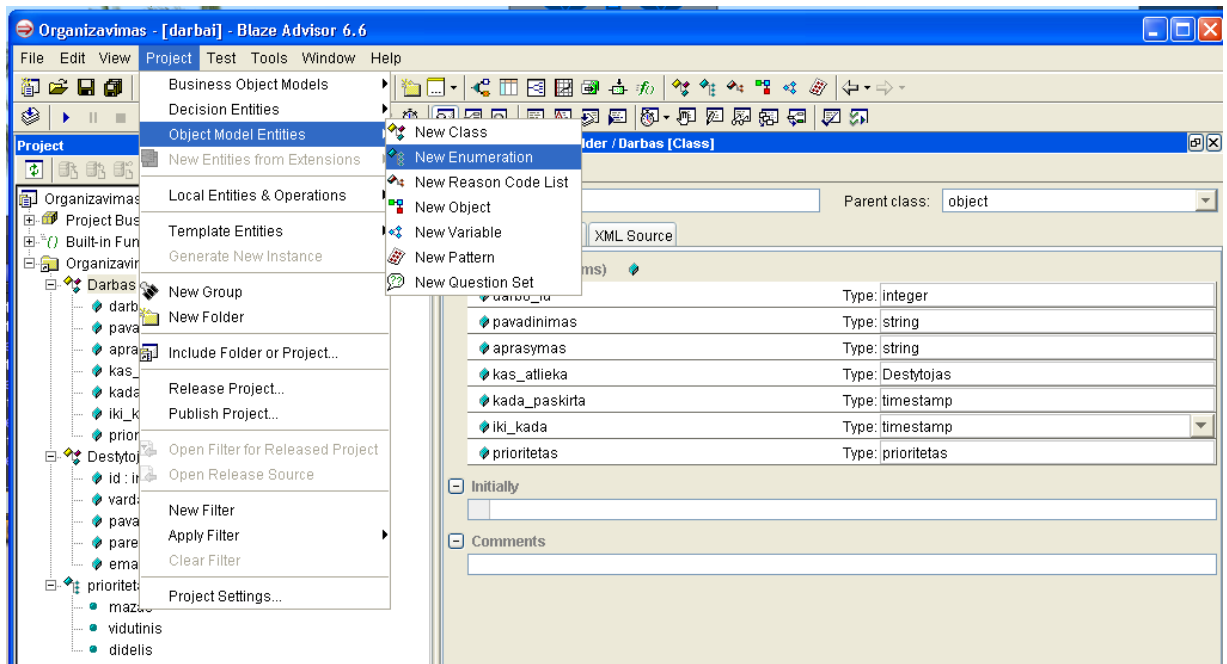 Organizavimas - [darbai] - Blaze Advisor 6.6
File Edit View Project Test Tools Window Help
Business Object Models
Decision Entities
Object Model Entities
New Entities from Extensions
Local Entities & Operations
Template Entities
Generate New Instance
New Group
New Folder
Include Folder or Project...
Release Project...
Publish Project...
Open Filter for Released Project
Open Release Source
New Filter
Apply Filter
Clear Filter
Project Settings...
New Class
New Enumeration
New Reason Code List
New Object
New Variable
New Pattern
New Question Set
Project
Organizavimas
Project Bus
Built-in Fun
Organizavir
Darbas
darb
pava
apra
kas_
kada
iki_k
prior
Destytoj
id : ir
varda
pava
pare
ema
prioritet
mazas
vidutinis
didelis
lder / Darbas [Class]
Parent class: object
XML Source
ms)
darbo_id Type: integer
pavadinimas Type: string
aprasymas Type: string
kas_atlieka Type: Destytojas
kada_paskirta Type: timestamp
iki_kada Type: timestamp
prioritetas Type: prioritetas
Initially
Comments